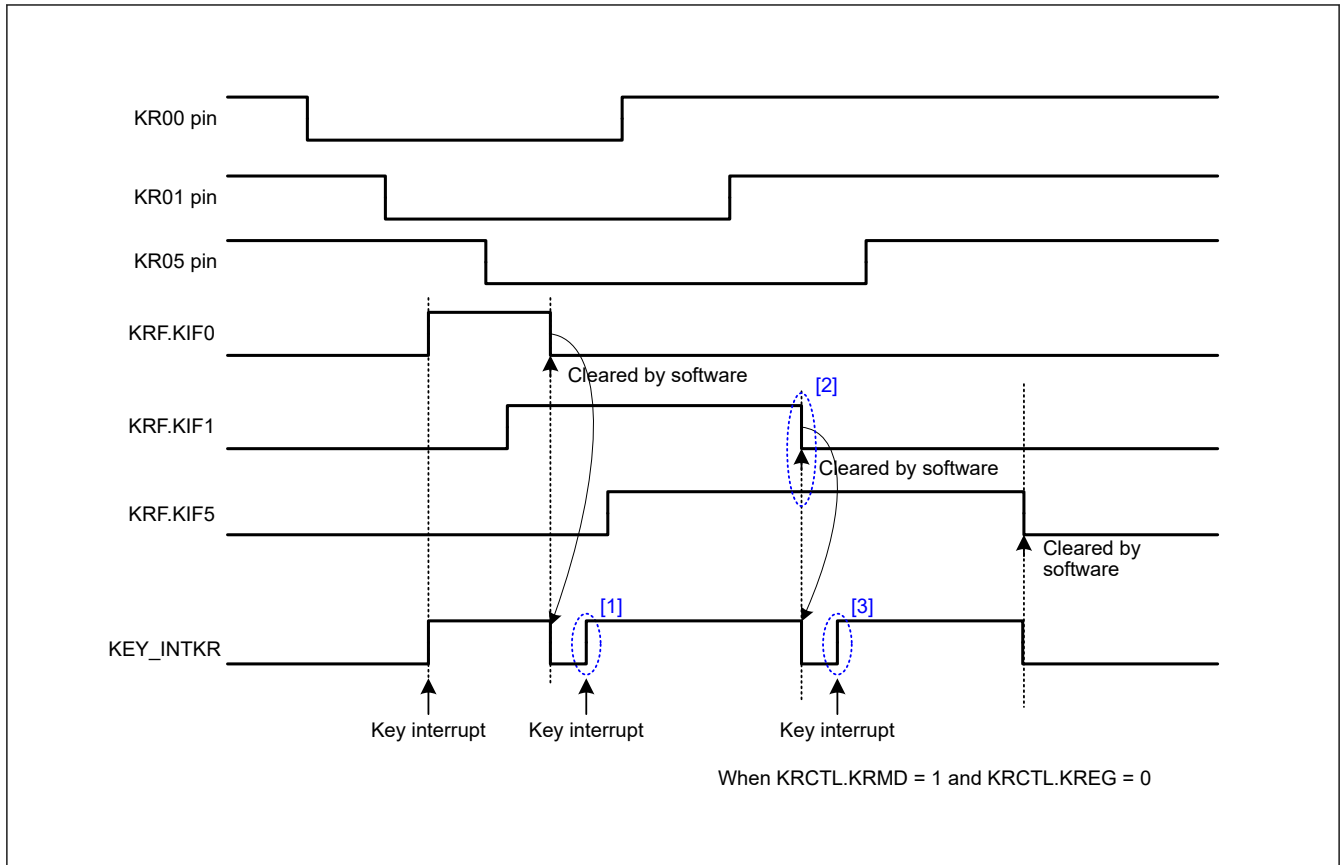 KR00 pin
KR01 pin
KR05 pin
KRF.KIF0
Cleared by software
[2]
KRF.KIF1
Cleared by software
KRF.KIF5
Cleared by
software
[1]
[3]
KEY_INTKR
Key interrupt
Key interrupt
Key interrupt
When KRCTL.KRMD = 1 and KRCTL.KREG = 0